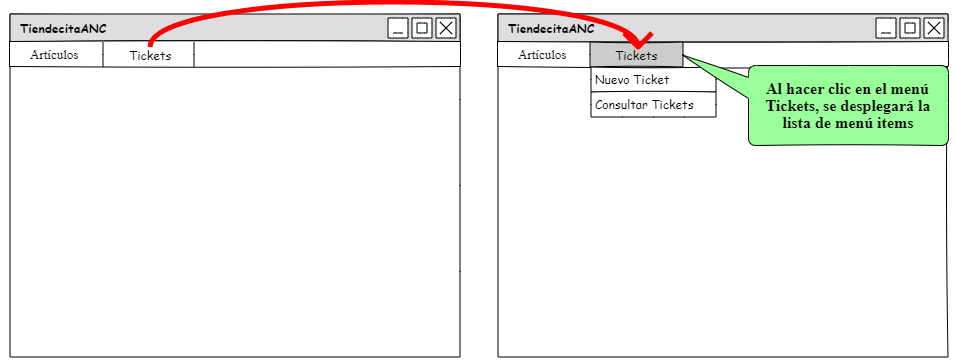 TiendecitaANC
Artículos
Tickets
TiendecitaANC
Artículos
Tickets
Nuevo Ticket
Consultar Tickets
Al hacer clic en el menú
Tickets, se desplegará la
lista de menú items